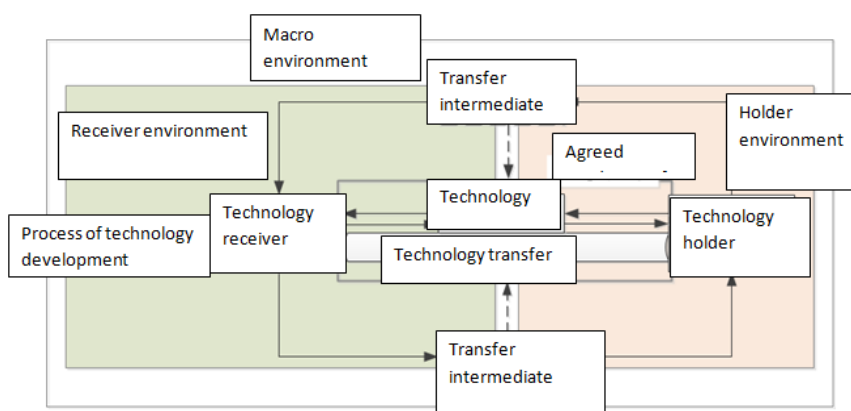 Macro
environment
Transfer
intermediate
Holder
environment
Receiver environment
Agreed
Technology
Technology
receiver
Technology
holder
Process of technology
development
Technology transfer
Transfer
intermediate